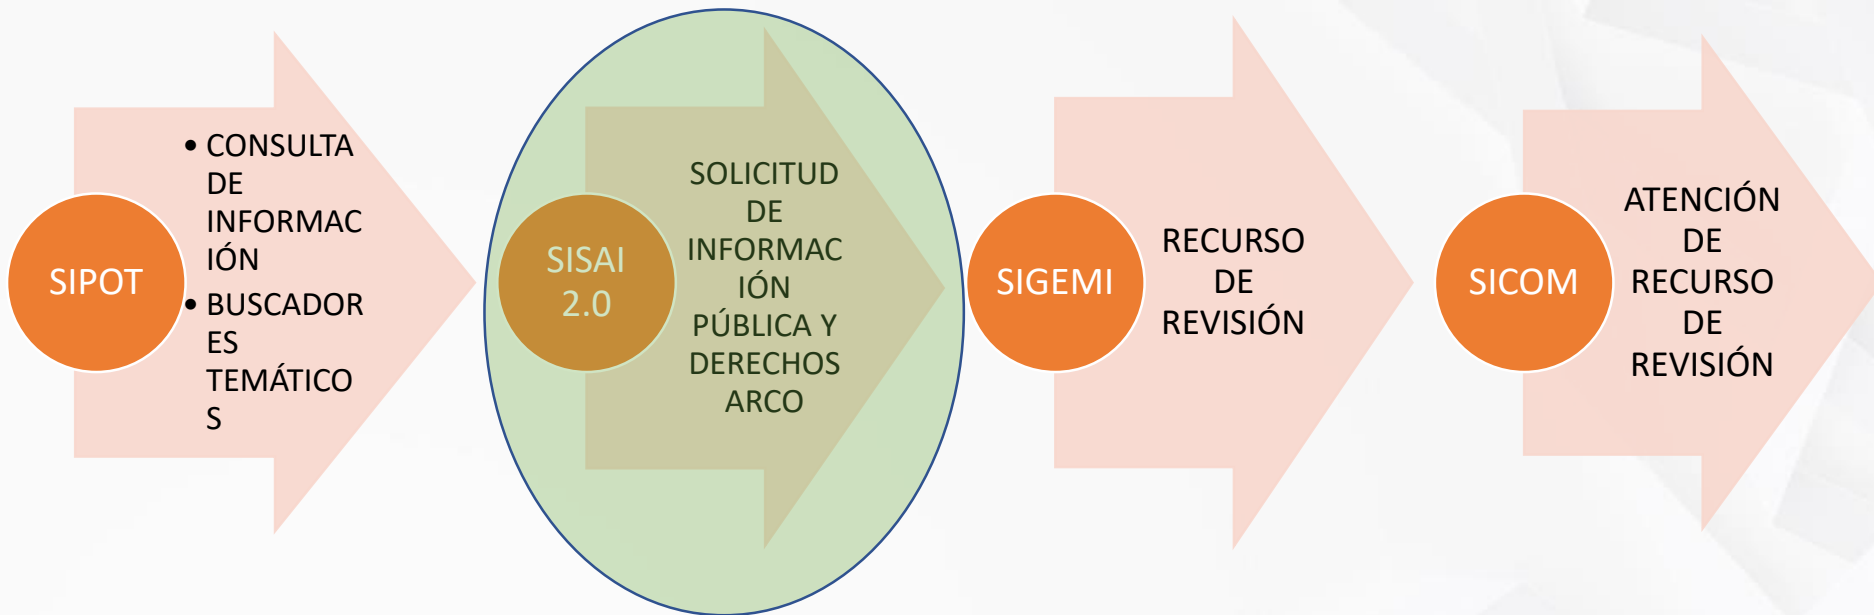 SIPOT
• CONSULTA
DE
INFORMAC
IÓN
• BUSCADOR
ES
TEMÁTICO
S
SISAI
2.0
SOLICITUD
DE
INFORMAC
IÓN
PÚBLICA Y
DERECHOS
ARCO
SIGEMI
RECURSO
DE
REVISIÓN
SICOM
ATENCIÓN
DE
RECURSO
DE
REVISIÓN